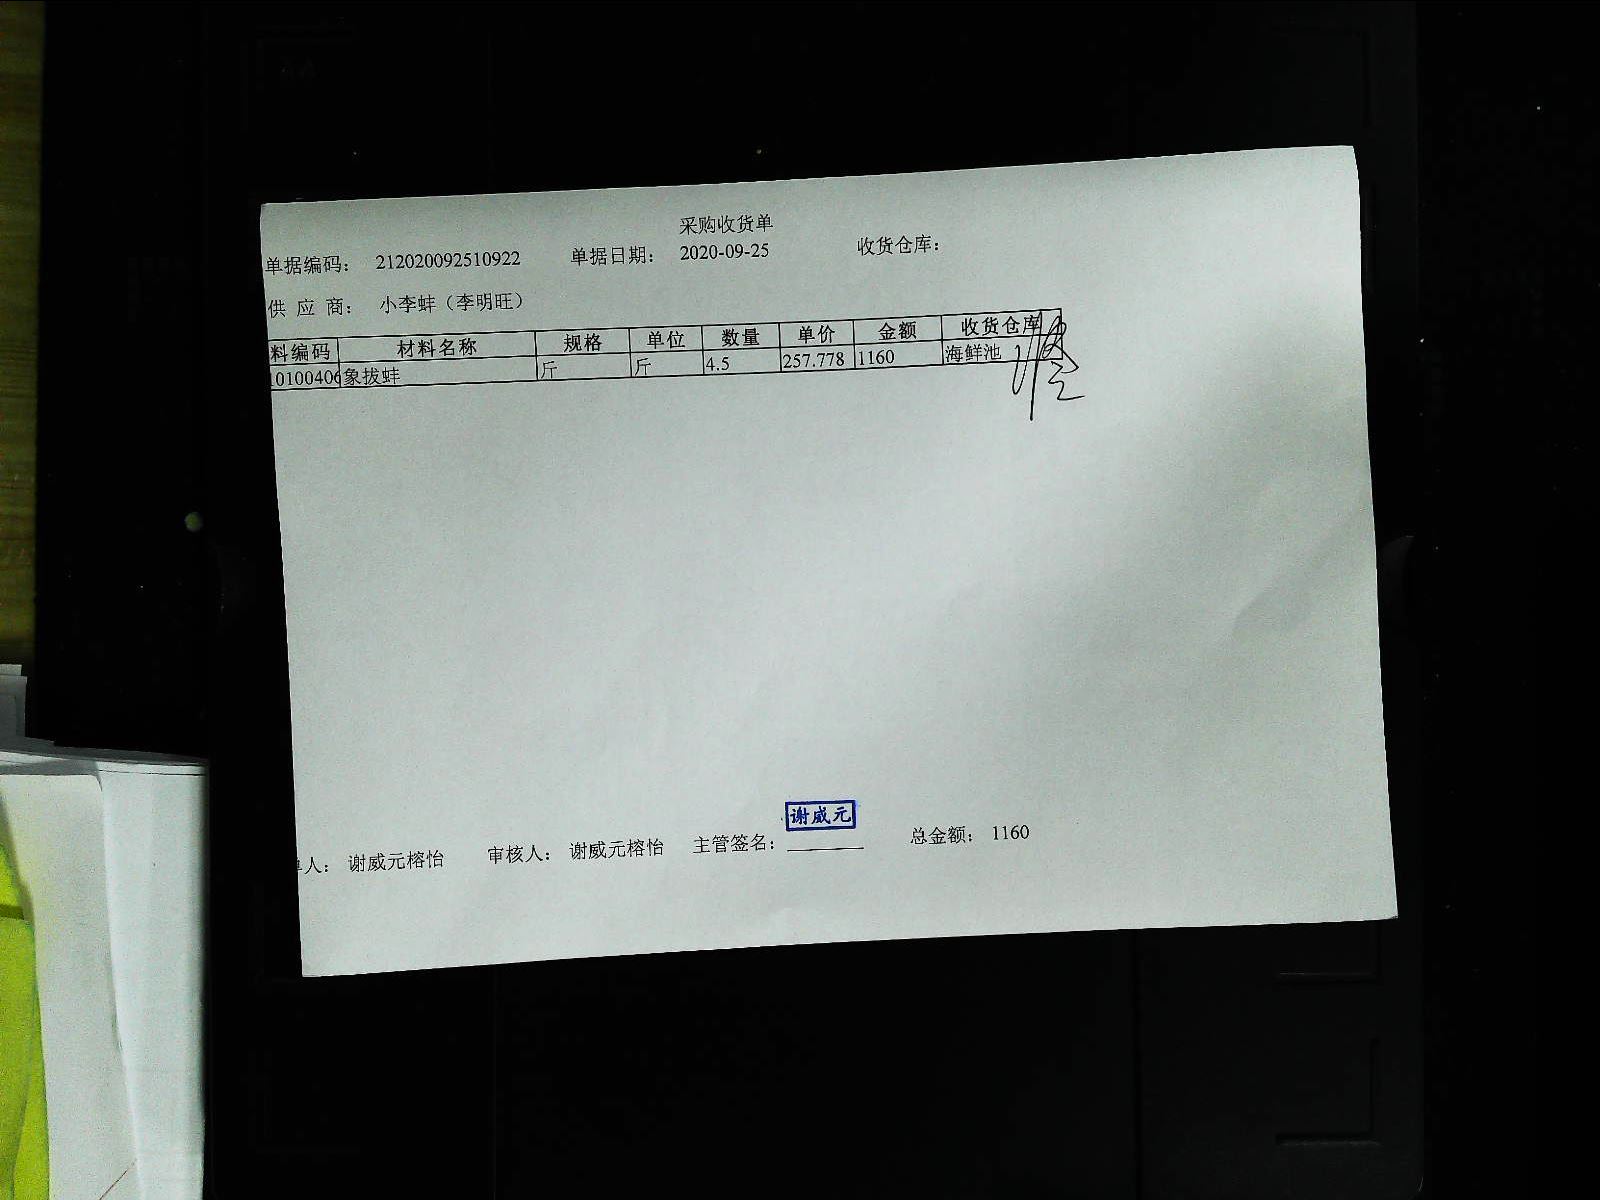 采购收货单
单据编码： 212020092510922 单据日期： 2020-09-25 收货仓库：
供 应 商： 小李蚌（李明旺）
料编码 材料名称 规格 单位 数量 单价 金额 收货仓库
10100406 象拔蚌 斤 斤 4.5 257.778 1160 海鲜池
谢威元
人： 谢威元榕怡 审核人： 谢威元榕怡 主管签名： 总金额： 1160